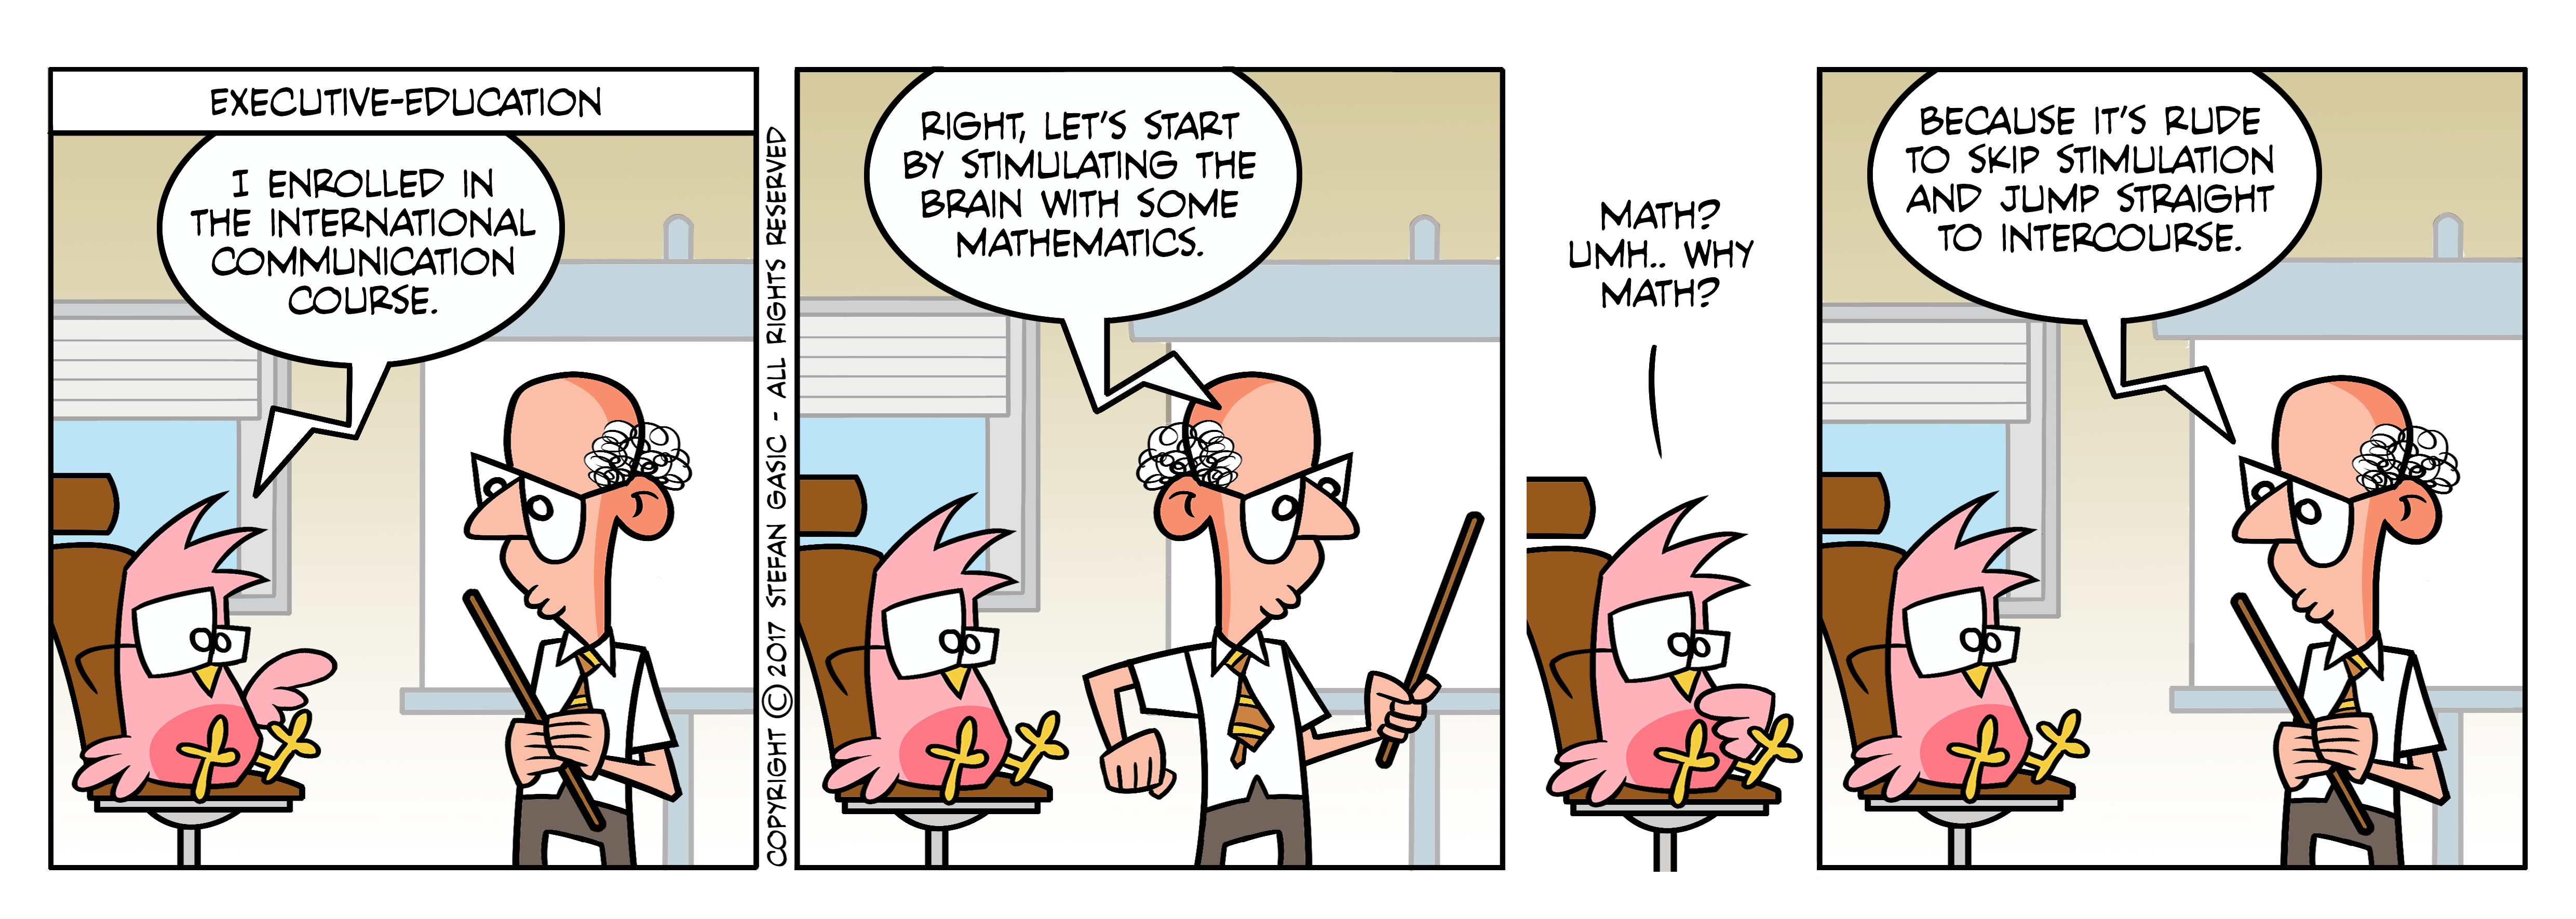 EXECUTIVE-EDUCATION
I ENROLLED IN
THE INTERNATIONAL
COMMUNICATION
COURSE.
COPYRIGHT © 2017 STEFAN GASIC - ALL RIGHTS RESERVED
RIGHT, LET'S START
BY STIMULATING THE
BRAIN WITH SOME
MATHEMATICS.
MATH?
UMH.. WHY
MATH?
BECAUSE IT'S RUDE
TO SKIP STIMULATION
AND JUMP STRAIGHT
TO INTERCOURSE.